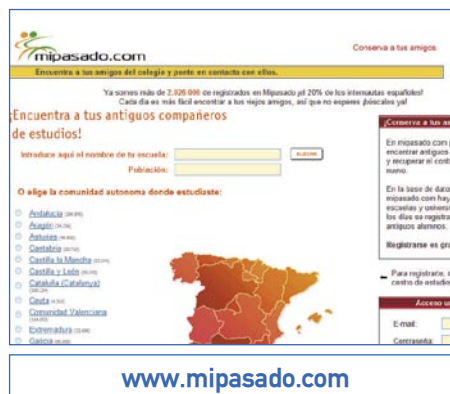 mipasado.com
Conserva a tus amigos.
Encuentra a tus amigos del colegio y ponte en contacto con ellos.
Ya somos más de 2.026.000 de registrados en Mipasado ¡el 20% de los internautas españoles!
Cada día es más fácil encontrar a tus viejos amigos, así que no esperes ¡búscales ya!
¡Encuentra a tus antiguos compañeros
de estudios!
Introduce aquí el nombre de tu escuela:
BUSCAR
Población:
O elige la comunidad autonoma donde estudiaste:
Andalucía
Aragón
Asturias
Cantabria
Castilla la Mancha
Castilla y León
Cataluña (Catalunya)
Ceuta
Comunidad Valenciana
Extremadura
Galicia
¡Conserva a tus am
En mipasado.com p
encontrar antiguos
y recuperar el cont
nuevo.
En la base de dato
mipasado.com hay
escuelas y universi
los días se registra
antiguos alumnos.
Registrarse es gra
Para registrarte,
centro de estudio
Acceso u
E-mail:
Contraseña:
www.mipasado.com